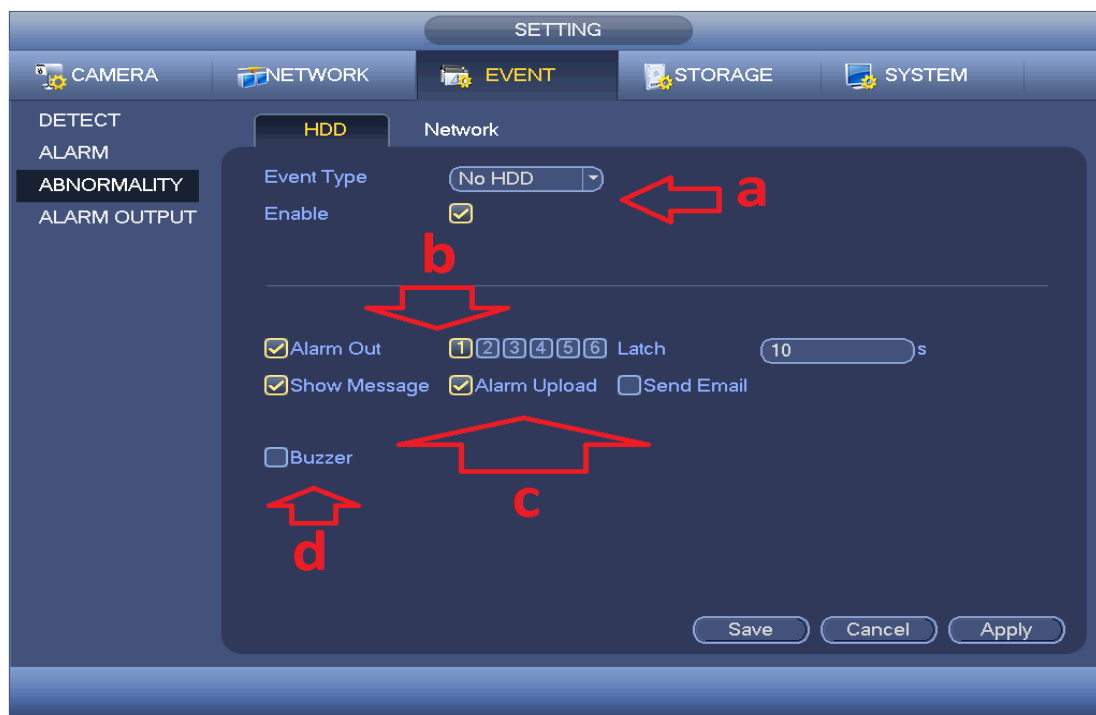 SETTING
CAMERA NETWORK EVENT STORAGE SYSTEM
DETECT
ALARM
ABNORMALITY
ALARM OUTPUT
HDD Network
Event Type No HDD
a
Enable
b
Alarm Out 1 2 3 4 5 6 Latch 10 s
Show Message Alarm Upload Send Email
Buzzer
c
d
Save Cancel Apply